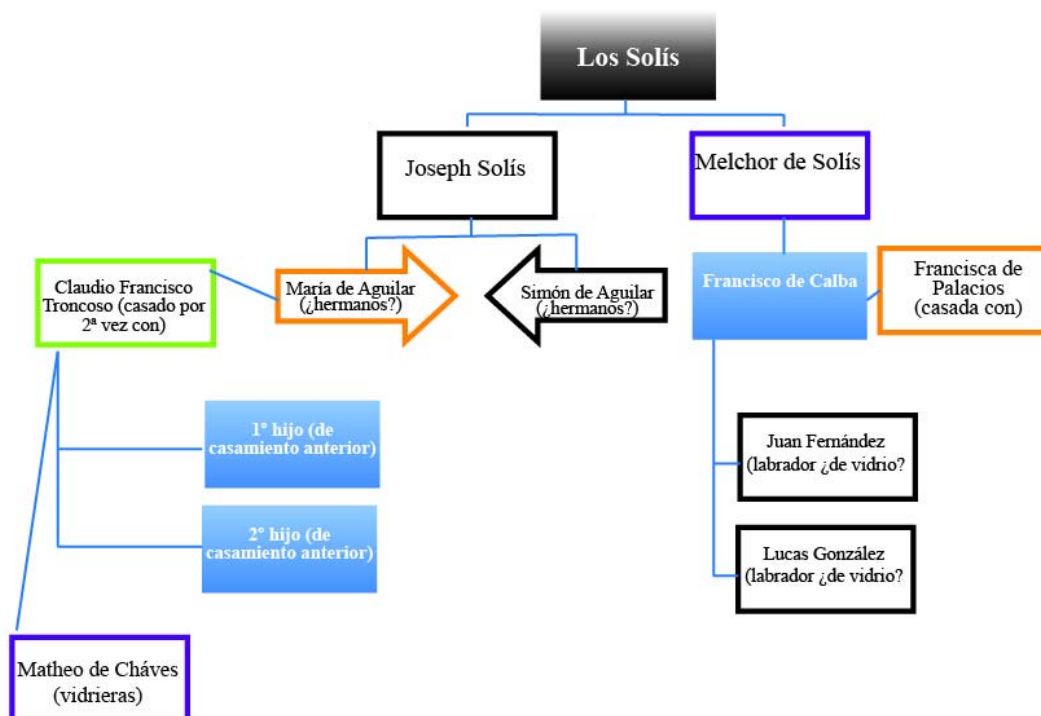 Los Solís
Joseph Solís
Melchor de Solís
Claudio Francisco
Troncoso (casado por
2ª vez con)
María de Aguilar
(¿hermanos?)
Simón de Aguilar
(¿hermanos?)
Francisco de Calba
Francisca de
Palacios
(casada con)
1º hijo (de
casamiento anterior)
2º hijo (de
casamiento anterior)
Juan Fernández
(labrador ¿de vidrio?
Lucas González
(labrador ¿de vidrio?
Matheo de Cháves
(vidrieras)